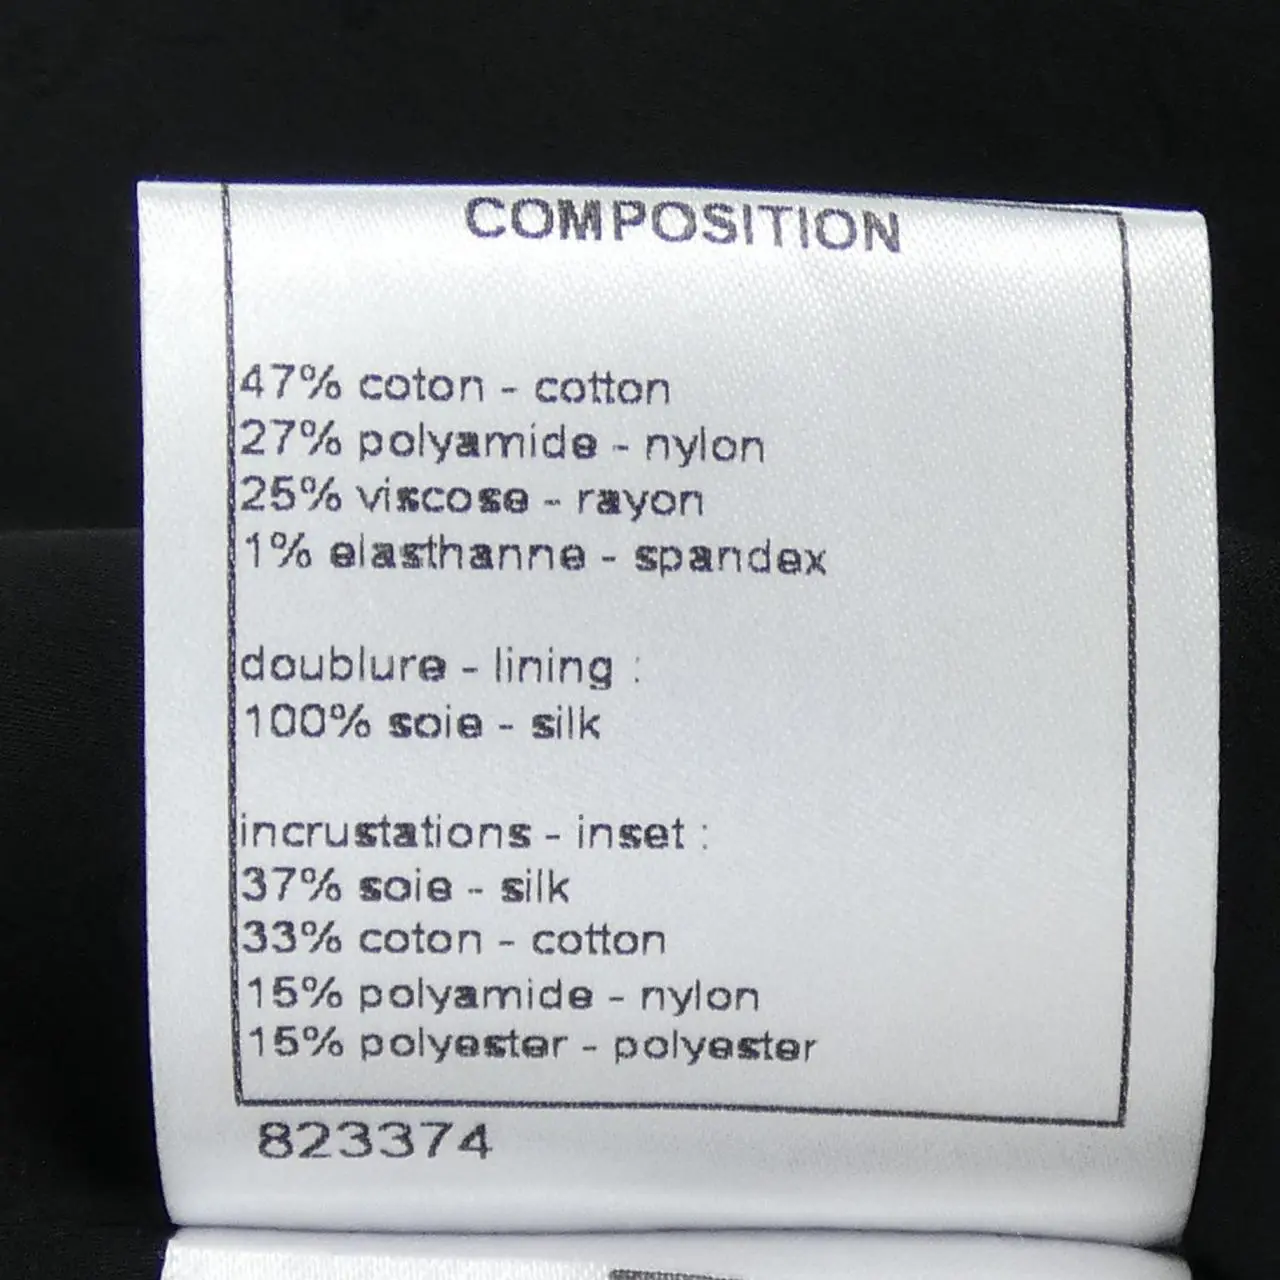 COMPOSITION
47% coton - cotton
27% polyamide - nylon
25% viscose - rayon
1% elasthanne - spandex
doublure - lining :
100% soie - silk
incrustations - inset :
37% soie - silk
33% coton - cotton
15% polyamide - nylon
15% polyester - polyester
823374